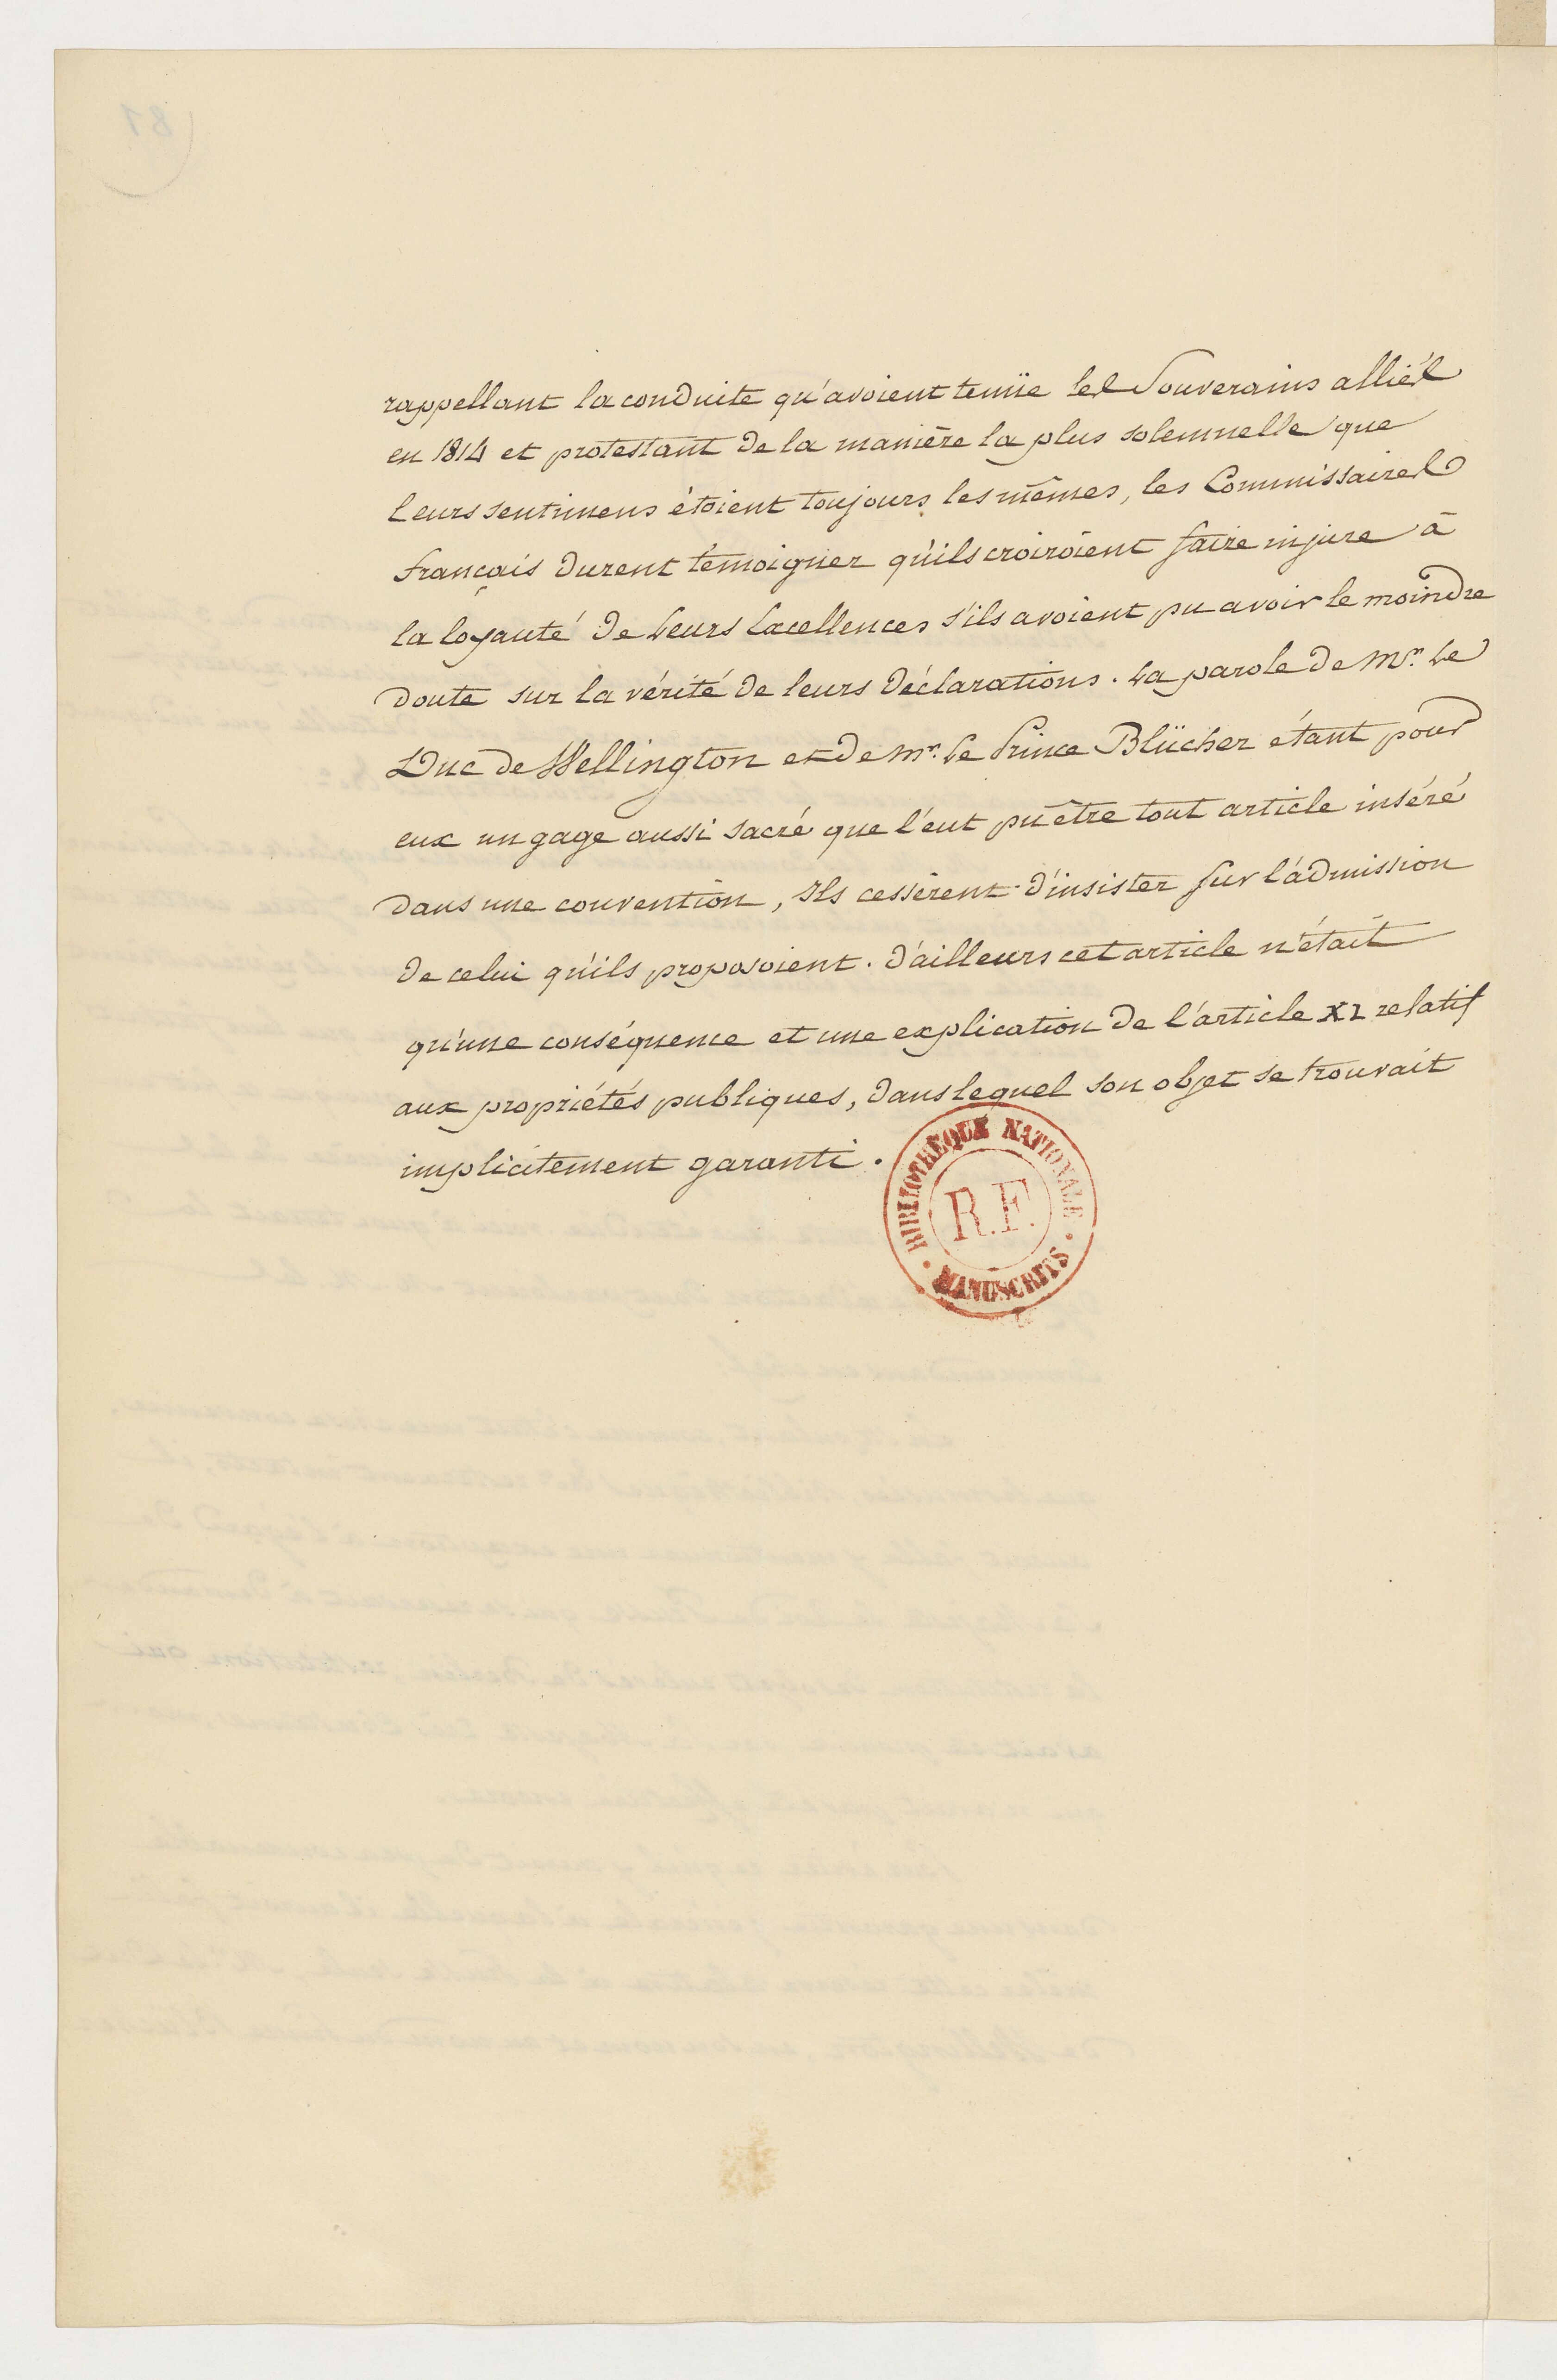 rappellant la conduite qu'avoient tenüe les Souverains alliés
en 1814 et protestant de la manière la plus solemnelle que
leurs sentimens étoient toujours les mêmes, les Commissaires
français durent témoigner qu'ils croiroient faire injure à
la loyauté de Leurs Excellences s'ils avoient pu avoir le moindre
doute sur la vérité de leurs déclarations. La parole de Mr. Le
Duc de Wellington et de Mr. Le Prince Blücher étant pour
eux un gage aussi sacré que l'eut pu être tout article inséré
dans une convention, Ils cessèrent d'insister sur l'admission
de celui qu'ils proposoient. d'ailleurs cet article n'était
qu'une conséquence et une explication de l'article XI relatif
aux propriétés publiques, dans lequel son objet se trouvait
implicitement garanti.
BIBLIOTHÈQUE NATIONALE
R.F.
MANUSCRITS